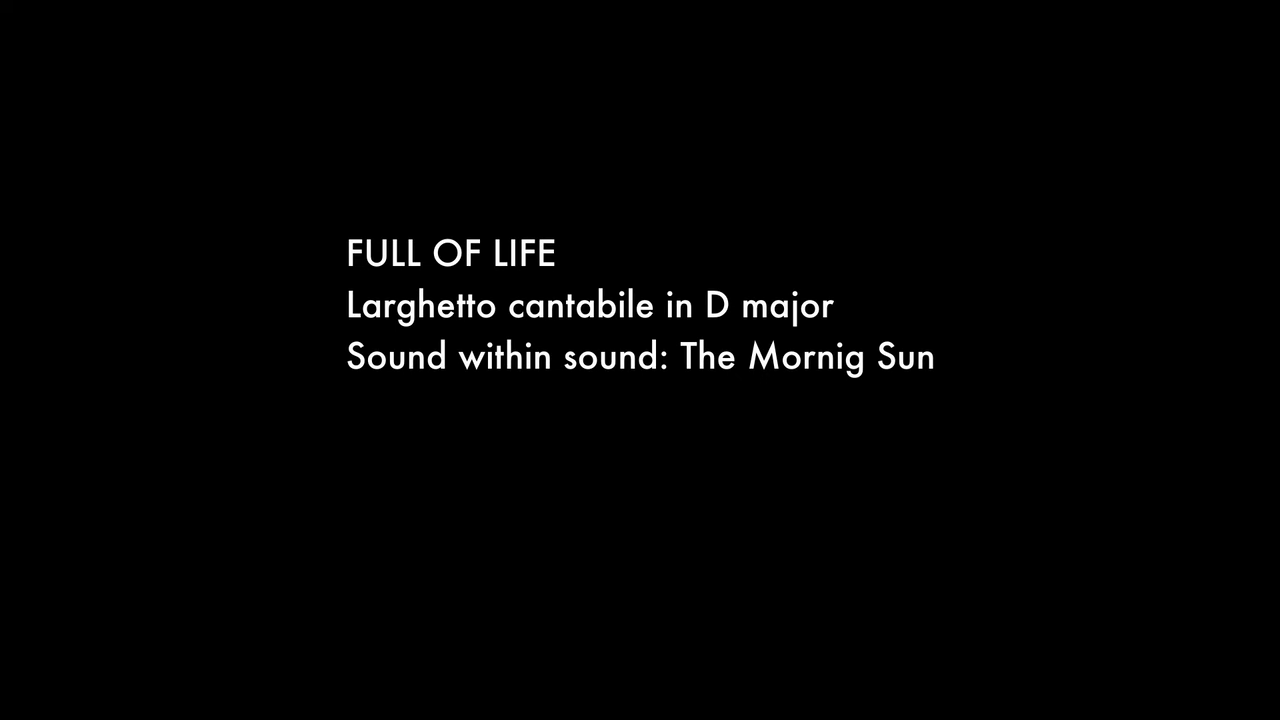 FULL OF LIFE
Larghetto cantabile in D major
Sound within sound: The Mornig Sun